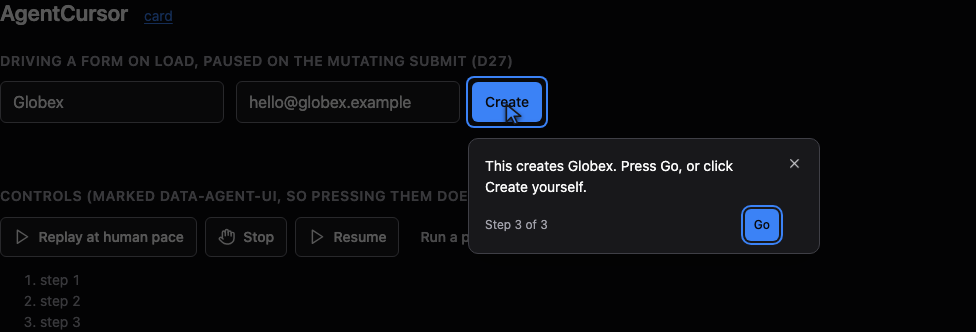 AgentCursor card
DRIVING A FORM ON LOAD, PAUSED ON THE MUTATING SUBMIT (D27)
Globex hello@globex.example Create
This creates Globex. Press Go, or click
Create yourself.
CONTROLS (MARKED DATA-AGENT-UI, SO PRESSING THEM DOE
Step 3 of 3 Go
Replay at human pace Stop Resume Run a p
1. step 1
2. step 2
3. step 3